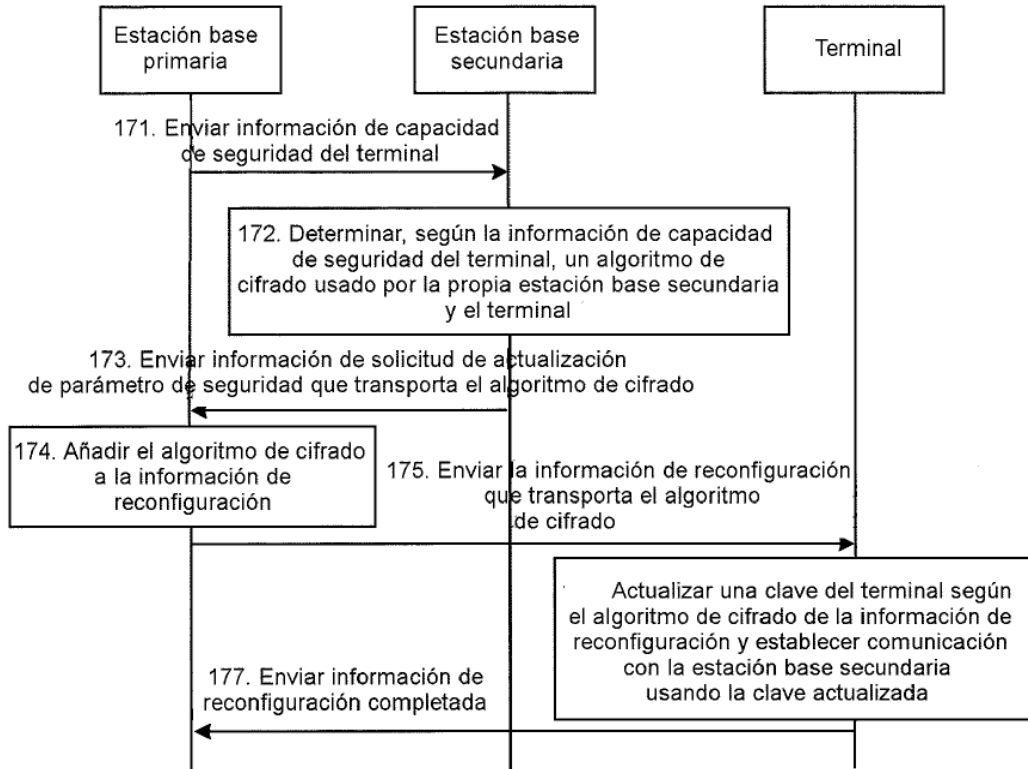 Estación base
primaria
Estación base
secundaria
Terminal
171. Enviar información de capacidad
de seguridad del terminal
172. Determinar, según la información de capacidad
de seguridad del terminal, un algoritmo de
cifrado usado por la propia estación base secundaria
y el terminal
173. Enviar información de solicitud de actualización
de parámetro de seguridad que transporta el algoritmo de cifrado
174. Añadir el algoritmo de cifrado
a la información de
reconfiguración
175. Enviar la información de reconfiguración
que transporta el algoritmo
de cifrado
Actualizar una clave del terminal según
el algoritmo de cifrado de la información de
reconfiguración y establecer comunicación
con la estación base secundaria
usando la clave actualizada
177. Enviar información de
reconfiguración completada